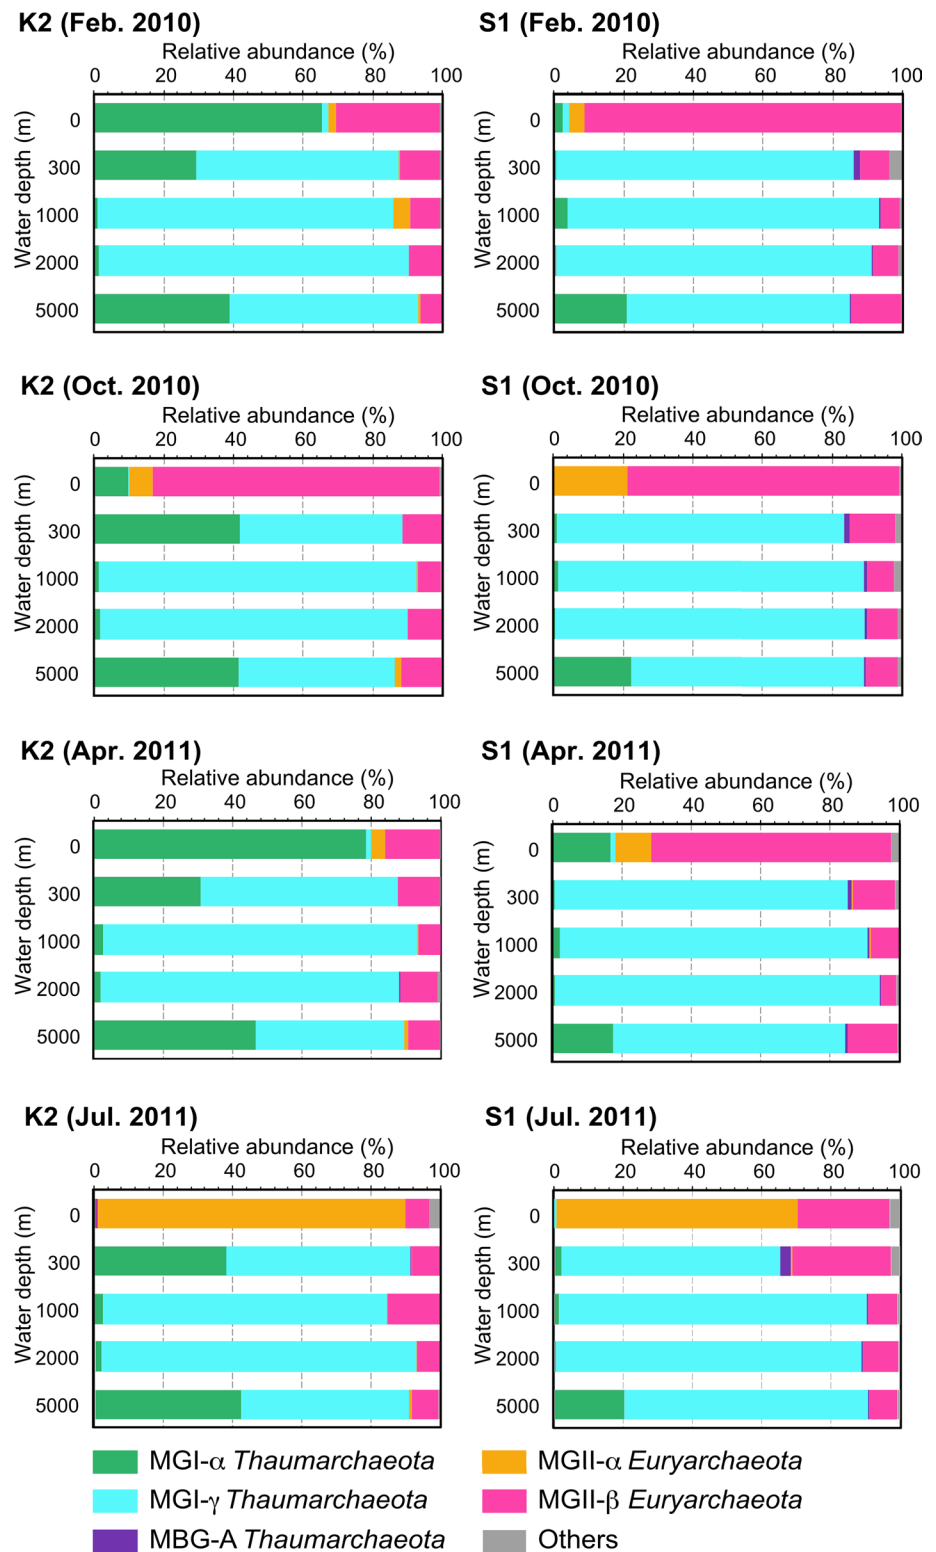 K2 (Feb. 2010)
Relative abundance (%)
0 20 40 60 80 100
Water depth (m)
0
300
1000
2000
5000
S1 (Feb. 2010)
Relative abundance (%)
0 20 40 60 80 100
Water depth (m)
0
300
1000
2000
5000
K2 (Oct. 2010)
Relative abundance (%)
0 20 40 60 80 100
Water depth (m)
0
300
1000
2000
5000
S1 (Oct. 2010)
Relative abundance (%)
0 20 40 60 80 100
Water depth (m)
0
300
1000
2000
5000
K2 (Apr. 2011)
Relative abundance (%)
0 20 40 60 80 100
Water depth (m)
0
300
1000
2000
5000
S1 (Apr. 2011)
Relative abundance (%)
0 20 40 60 80 100
Water depth (m)
0
300
1000
2000
5000
K2 (Jul. 2011)
Relative abundance (%)
0 20 40 60 80 100
Water depth (m)
0
300
1000
2000
5000
S1 (Jul. 2011)
Relative abundance (%)
0 20 40 60 80 100
Water depth (m)
0
300
1000
2000
5000
MGI-α Thaumarchaeota
MGI-γ Thaumarchaeota
MBG-A Thaumarchaeota
MGII-α Euryarchaeota
MGII-β Euryarchaeota
Others